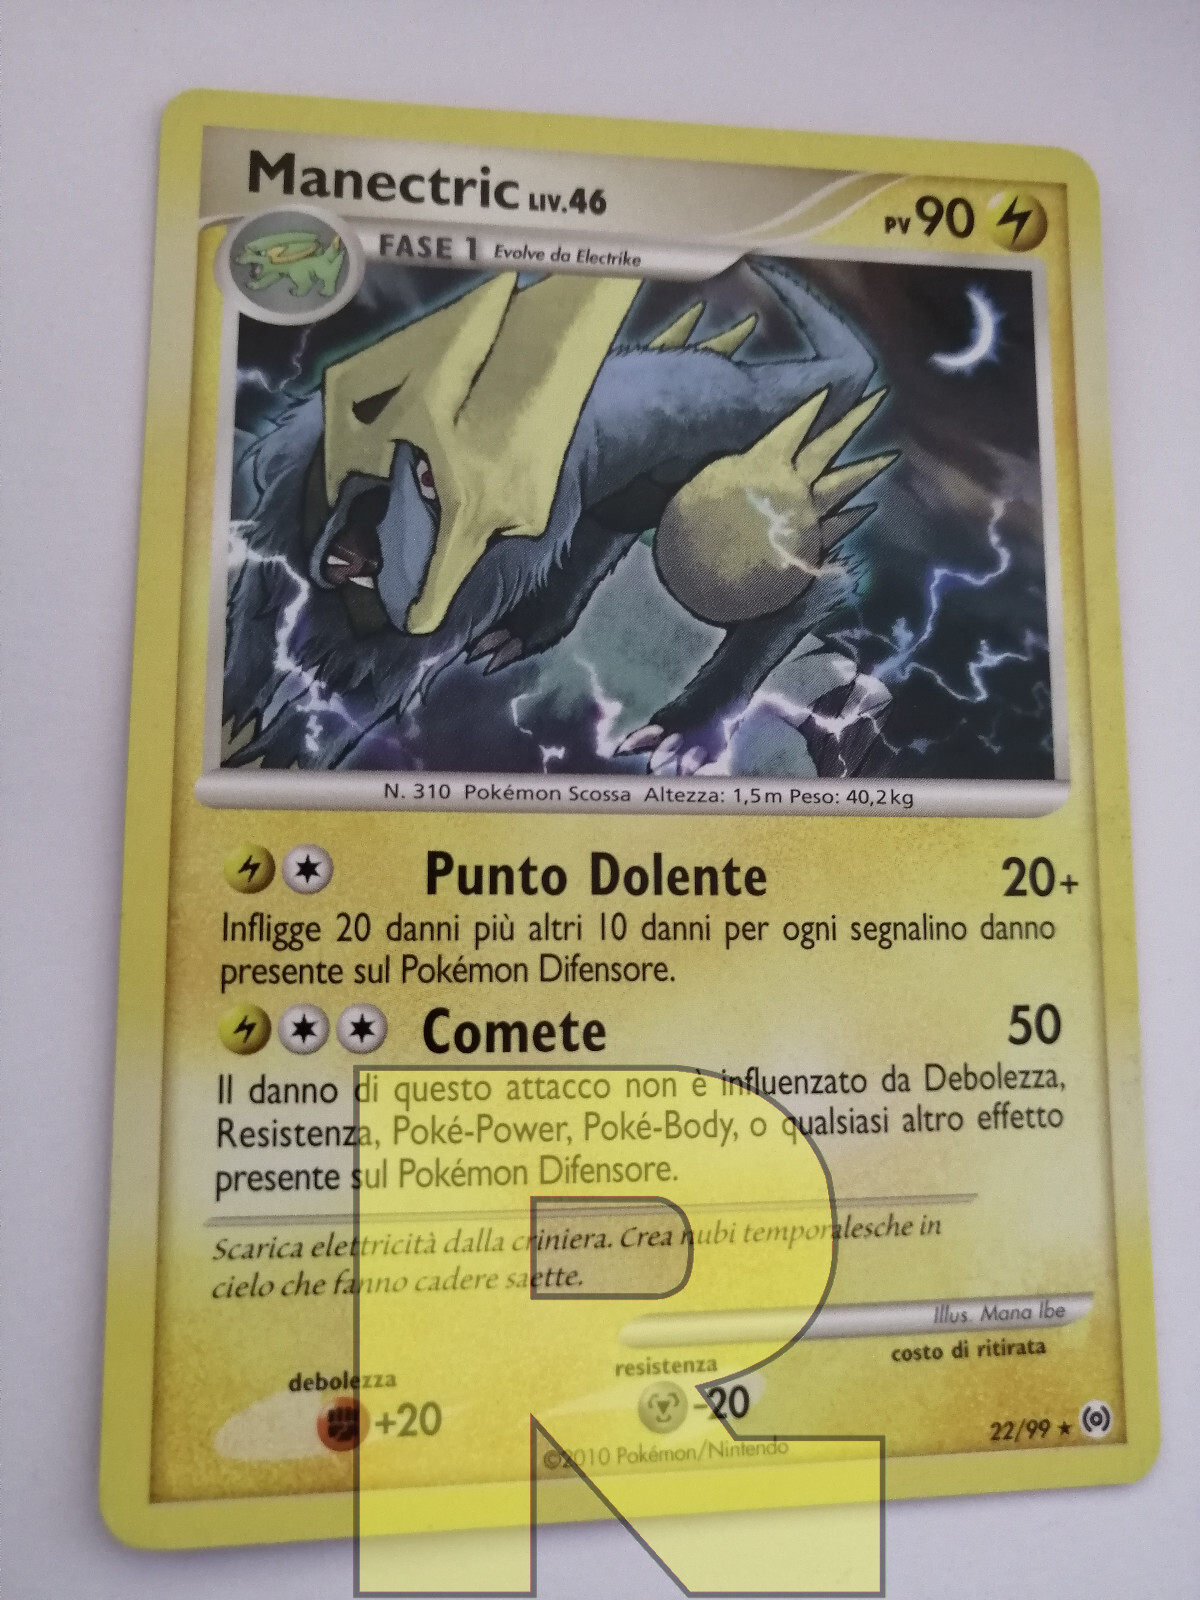 Manectric LIV.46
PV 90
FASE 1 Evolve da Electrike
N. 310 Pokémon Scossa Altezza: 1,5m Peso: 40,2kg
Punto Dolente 20+
Infligge 20 danni più altri 10 danni per ogni segnalino danno
presente sul Pokémon Difensore.
Comete 50
Il danno di questo attacco non è influenzato da Debolezza,
Resistenza, Poké-Power, Poké-Body, o qualsiasi altro effetto
presente sul Pokémon Difensore.
Scarica elettricità dalla criniera. Crea nubi temporalesche in
cielo che fanno cadere saette.
Illus. Mana Ibe
debolezza
+20
resistenza
-20
costo di ritirata
©2010 Pokémon/Nintendo
22/99
R